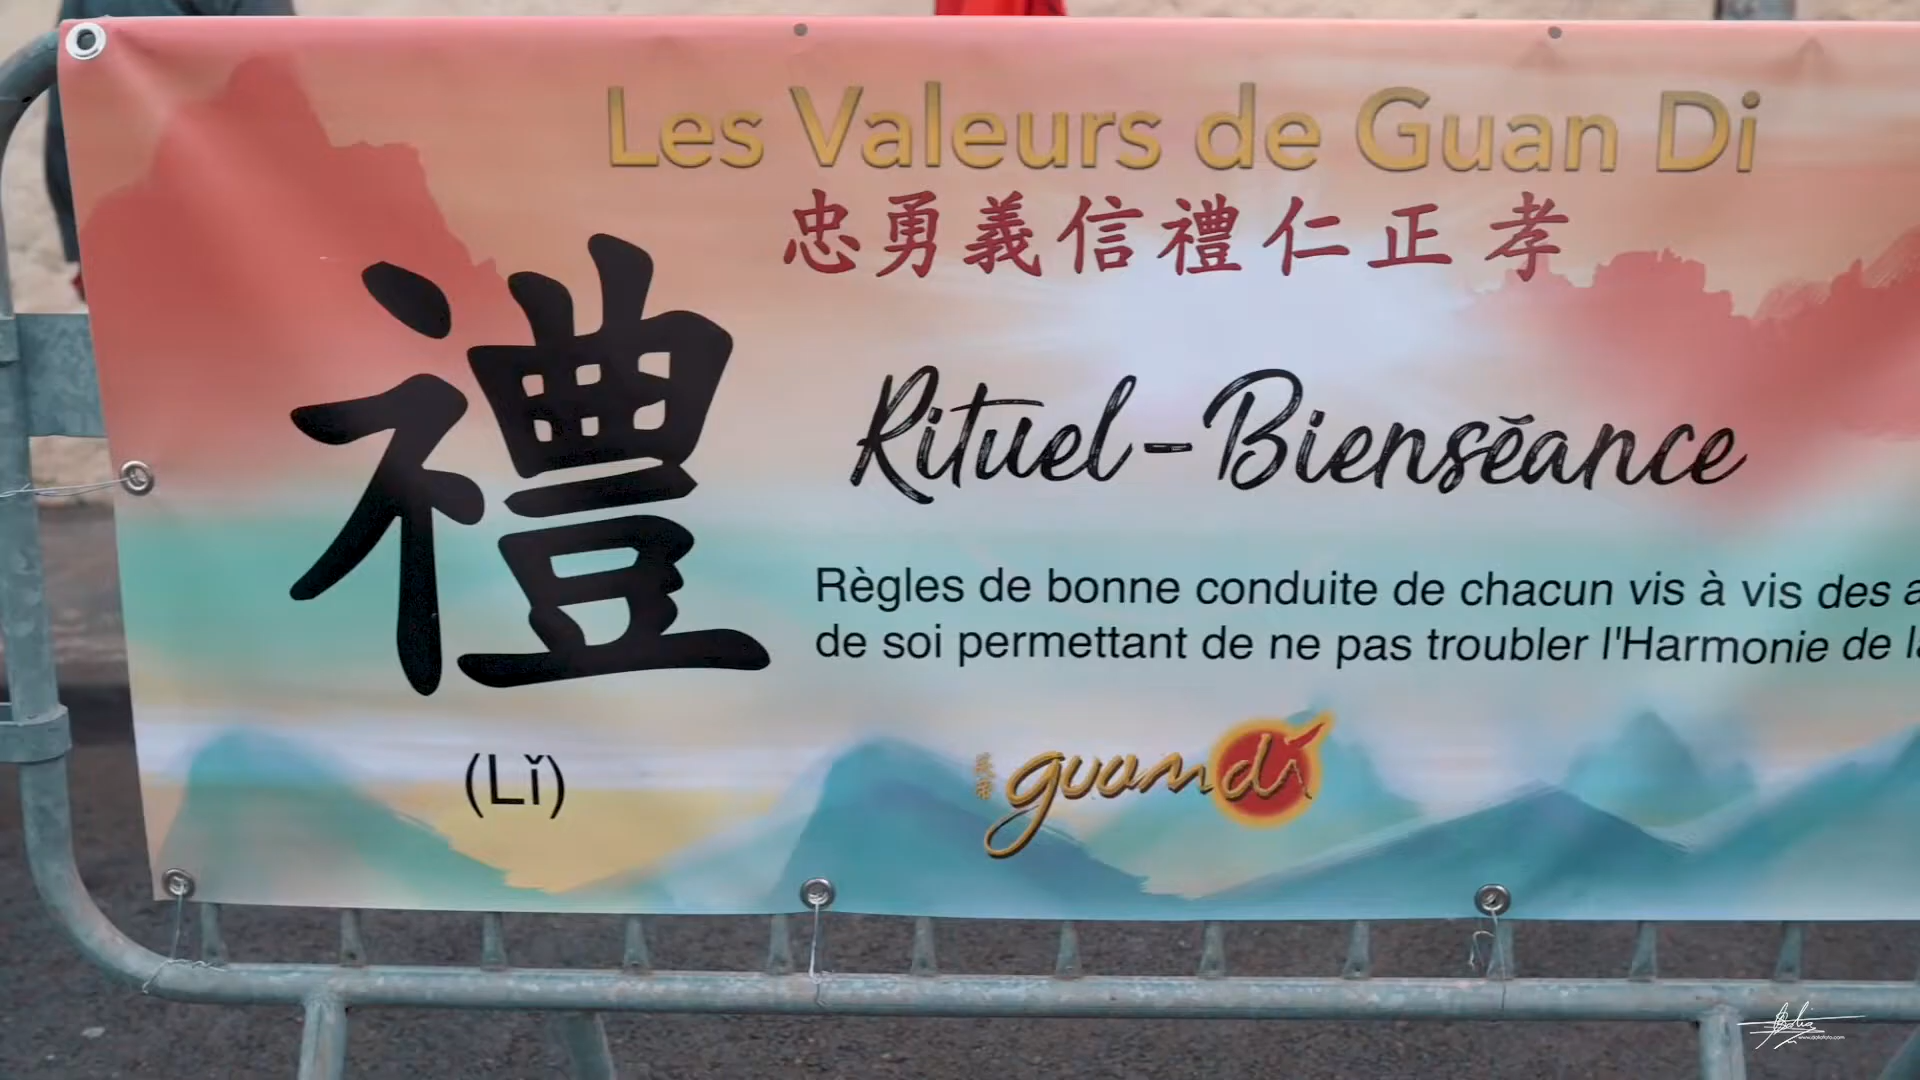 Les Valeurs de Guan Di
忠勇義信禮仁正孝
禮
Rituel-Bienséance
Règles de bonne conduite de chacun vis à vis des
de soi permettant de ne pas troubler l'Harmonie de
(Lǐ)
guandi